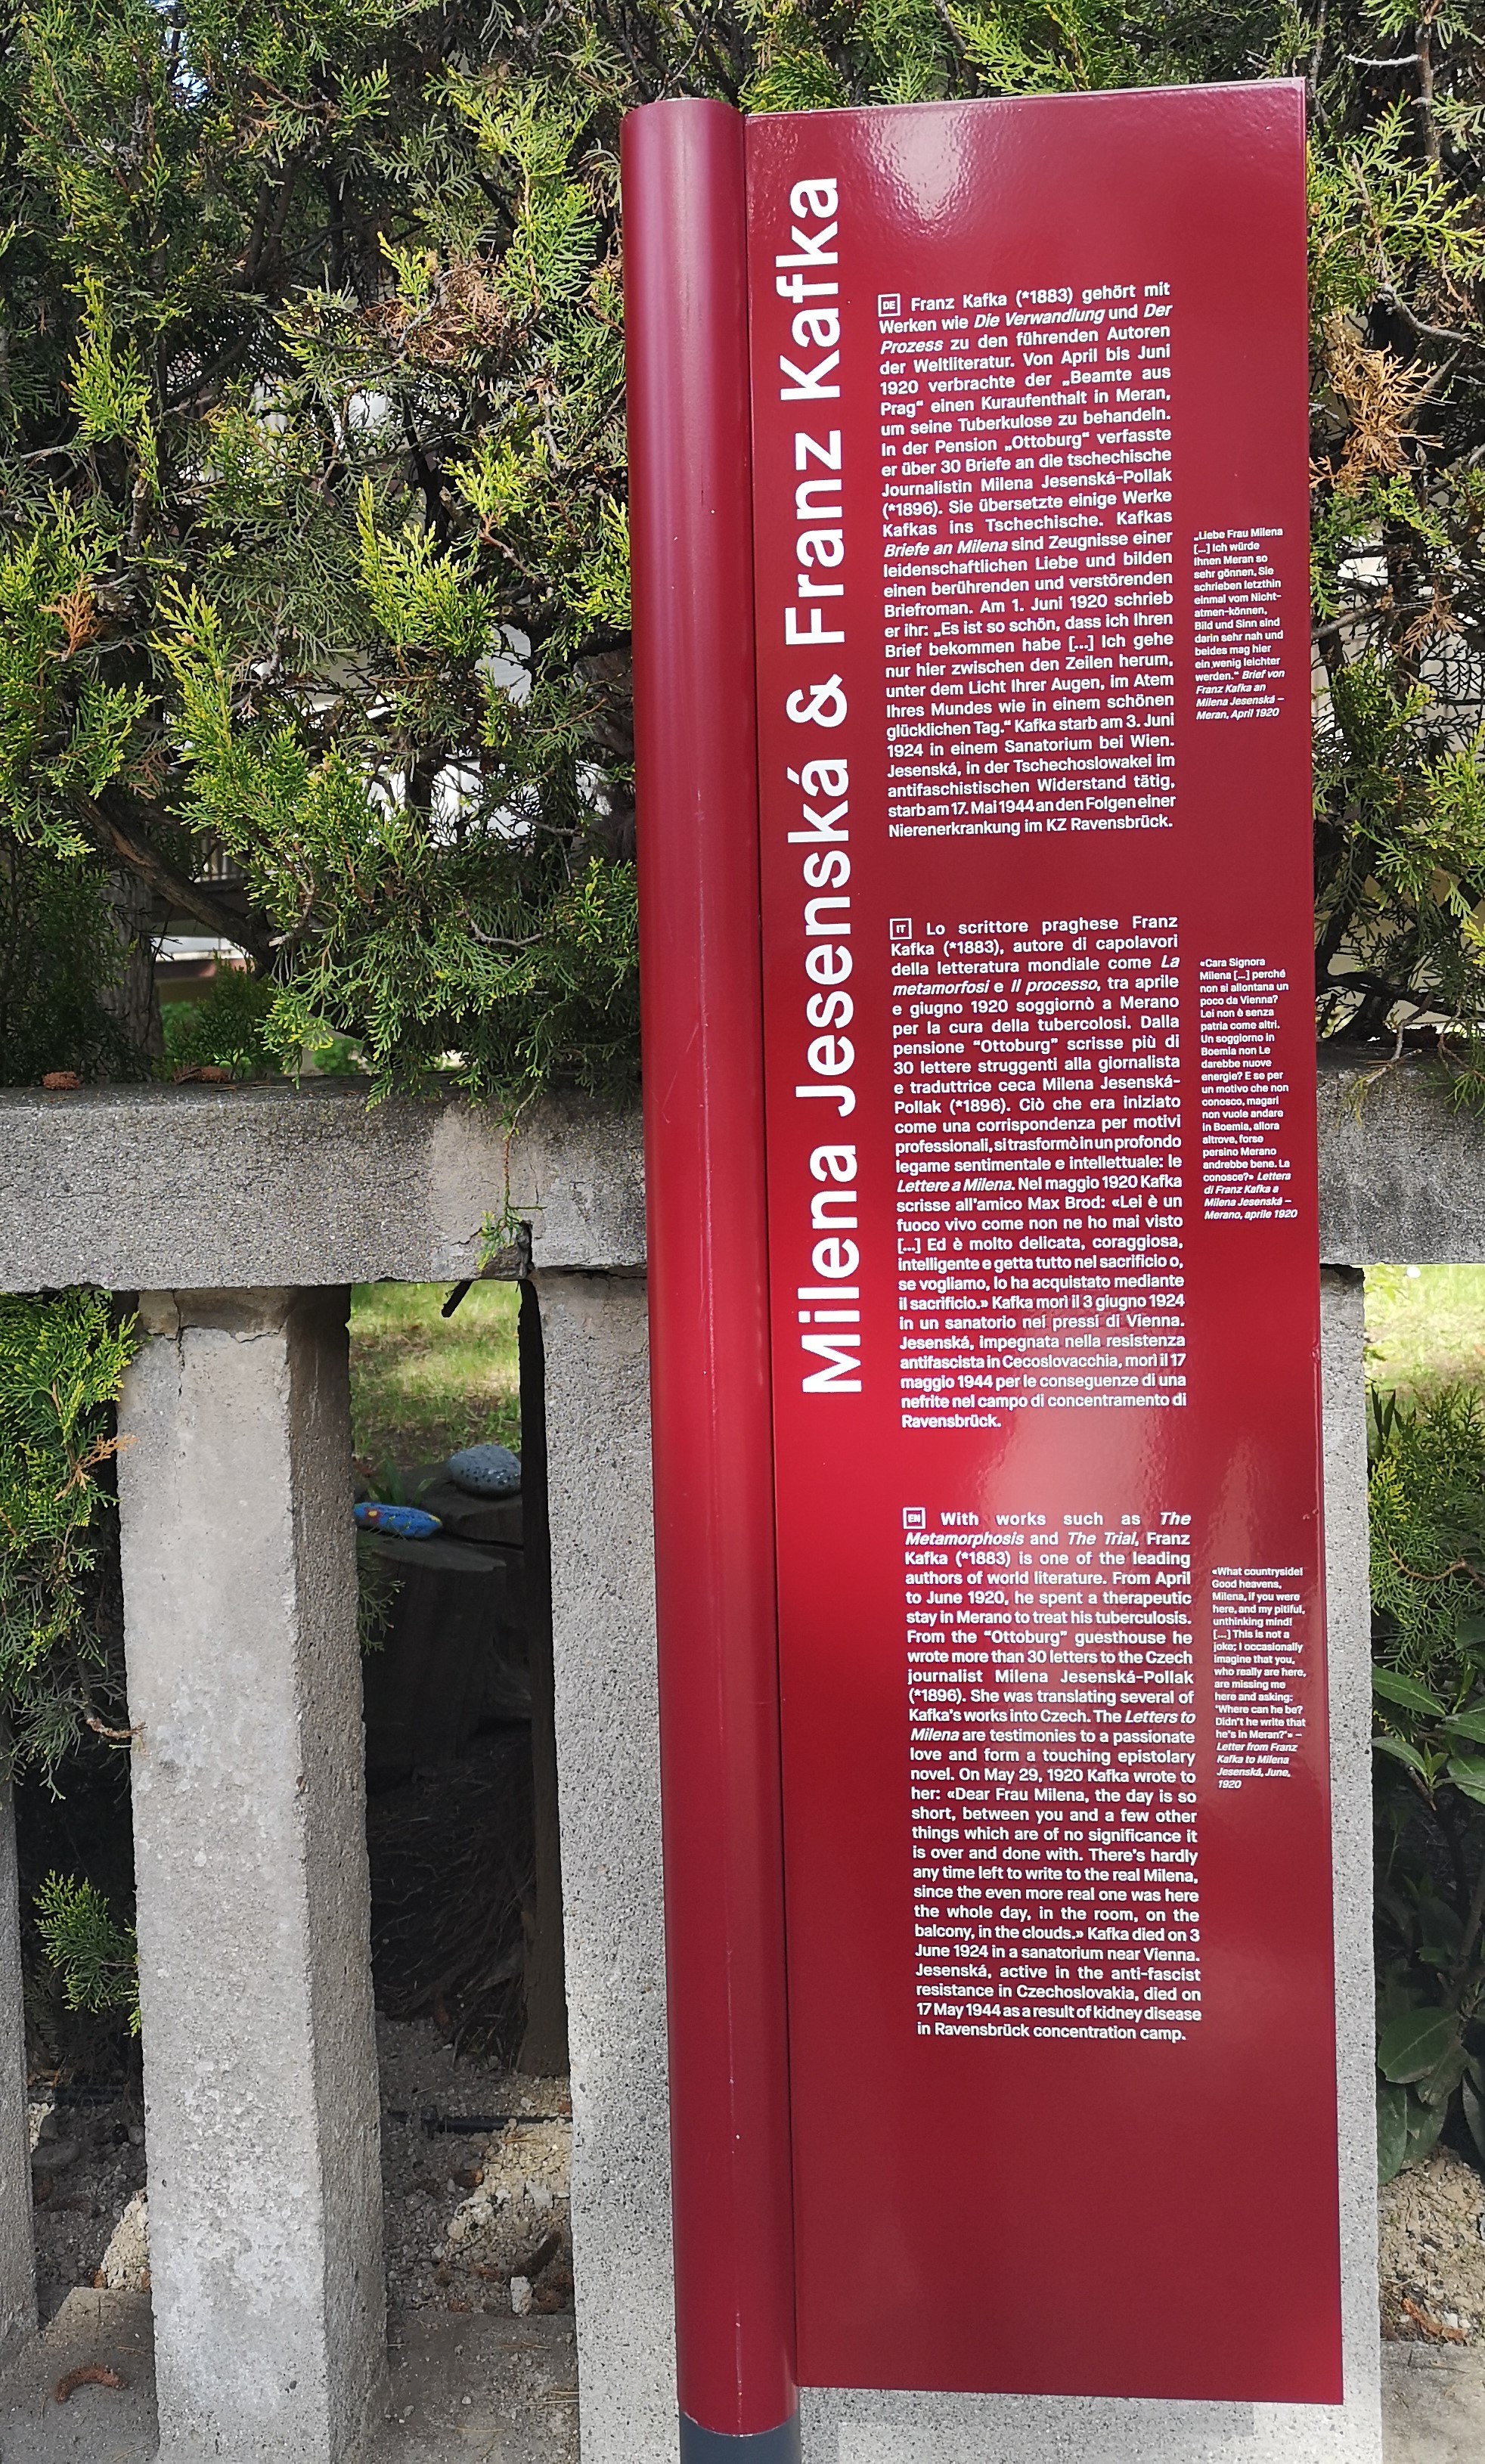 Milena Jesenská & Franz Kafka
DE Franz Kafka (*1883) gehört mit
Werken wie Die Verwandlung und Der
Prozess zu den führenden Autoren
der Weltliteratur. Von April bis Juni
1920 verbrachte der „Beamte aus
Prag“ einen Kuraufenthalt in Meran,
um seine Tuberkulose zu behandeln.
In der Pension „Ottoburg“ verfasste
er über 30 Briefe an die tschechische
Journalistin Milena Jesenská-Pollak
(*1896). Sie übersetzte einige Werke
Kafkas ins Tschechische. Kafkas
Briefe an Milena sind Zeugnisse einer
leidenschaftlichen Liebe und bilden
einen berührenden und verstörenden
Briefroman. Am 1. Juni 1920 schrieb
er ihr: „Es ist so schön, dass ich Ihren
Brief bekommen habe [...] Ich gehe
nur hier zwischen den Zeilen herum,
unter dem Licht Ihrer Augen, im Atem
Ihres Mundes wie in einem schönen
glücklichen Tag.“ Kafka starb am 3. Juni
1924 in einem Sanatorium bei Wien.
Jesenská, in der Tschechoslowakei im
antifaschistischen Widerstand tätig,
starb am 17. Mai 1944 an den Folgen einer
Nierenerkrankung im KZ Ravensbrück.
„Liebe Frau Milena
[...] Ich würde
Ihnen Meran so
sehr gönnen, Sie
schrieben letzthin
einmal vom Nicht-
atmen-können,
Bild und Sinn sind
darin sehr nah und
beides mag hier
ein wenig leichter
werden.“ Brief von
Franz Kafka an
Milena Jesenská –
Meran, April 1920
IT Lo scrittore praghese Franz
Kafka (*1883), autore di capolavori
della letteratura mondiale come La
metamorfosi e Il processo, tra aprile
e giugno 1920 soggiornò a Merano
per la cura della tubercolosi. Dalla
pensione “Ottoburg” scrisse più di
30 lettere struggenti alla giornalista
e traduttrice ceca Milena Jesenská-
Pollak (*1896). Ciò che era iniziato
come una corrispondenza per motivi
professionali, si trasformò in un profondo
legame sentimentale e intellettuale: le
Lettere a Milena. Nel maggio 1920 Kafka
scrisse all'amico Max Brod: «Lei è un
fuoco vivo come non ne ho mai visto
[...] Ed è molto delicata, coraggiosa,
intelligente e getta tutto nel sacrificio o,
se vogliamo, lo ha acquistato mediante
il sacrificio.» Kafka morì il 3 giugno 1924
in un sanatorio nei pressi di Vienna.
Jesenská, impegnata nella resistenza
antifascista in Cecoslovacchia, morì il 17
maggio 1944 per le conseguenze di una
nefrite nel campo di concentramento di
Ravensbrück.
«Cara Signora
Milena [...] perché
non si allontana un
poco da Vienna?
Lei non è senza
patria come altri.
Un soggiorno in
Boemia non Le
darebbe nuove
energie? E se per
un motivo che non
conosco, magari
non vuole andare
in Boemia, allora
altrove, forse
persino Merano
andrebbe bene. La
conosce?» Lettera
di Franz Kafka a
Milena Jesenská –
Merano, aprile 1920
EN With works such as The
Metamorphosis and The Trial, Franz
Kafka (*1883) is one of the leading
authors of world literature. From April
to June 1920, he spent a therapeutic
stay in Merano to treat his tuberculosis.
From the “Ottoburg” guesthouse he
wrote more than 30 letters to the Czech
journalist Milena Jesenská-Pollak
(*1896). She was translating several of
Kafka's works into Czech. The Letters to
Milena are testimonies to a passionate
love and form a touching epistolary
novel. On May 29, 1920 Kafka wrote to
her: «Dear Frau Milena, the day is so
short, between you and a few other
things which are of no significance it
is over and done with. There's hardly
any time left to write to the real Milena,
since the even more real one was here
the whole day, in the room, on the
balcony, in the clouds.» Kafka died on 3
June 1924 in a sanatorium near Vienna.
Jesenská, active in the anti-fascist
resistance in Czechoslovakia, died on
17 May 1944 as a result of kidney disease
in Ravensbrück concentration camp.
«What countryside!
Good heavens,
Milena, if you were
here, and my pitiful,
unthinking mind!
[...] This is not a
joke; I occasionally
imagine that you,
who really are here,
are missing me
here and asking:
'Where can he be?
Didn't he write that
he's in Meran?'» –
Letter from Franz
Kafka to Milena
Jesenská, June,
1920